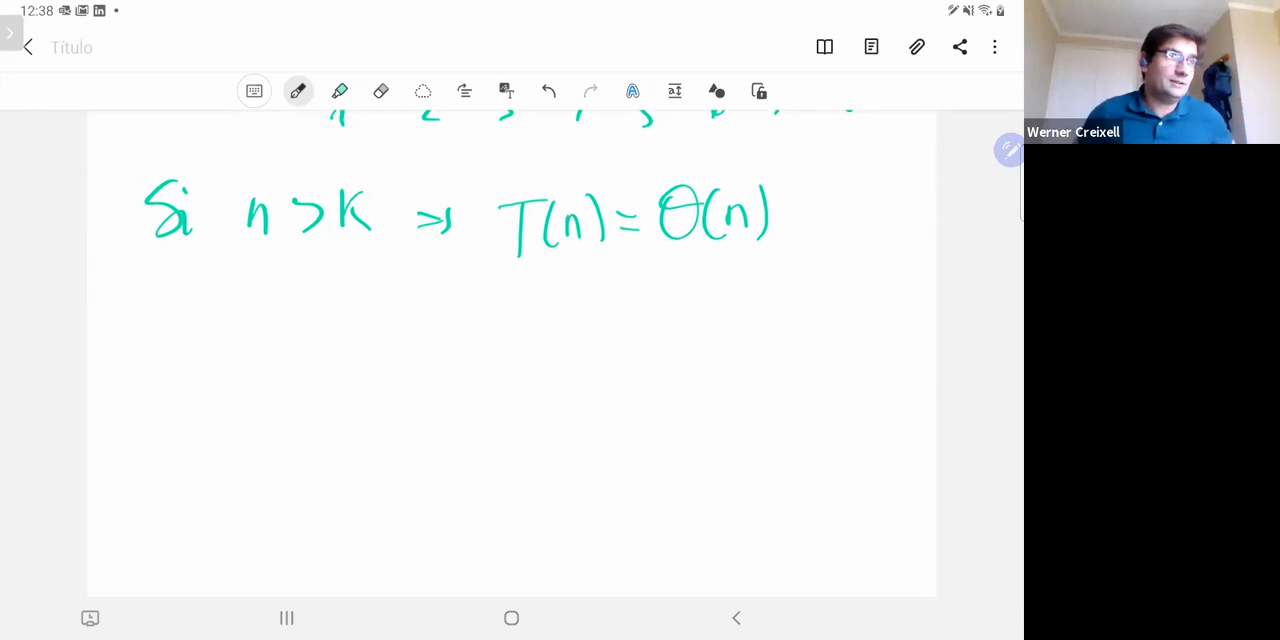 12:38
Título
Werner Creixell
Si n > k => T(n) = Θ(n)